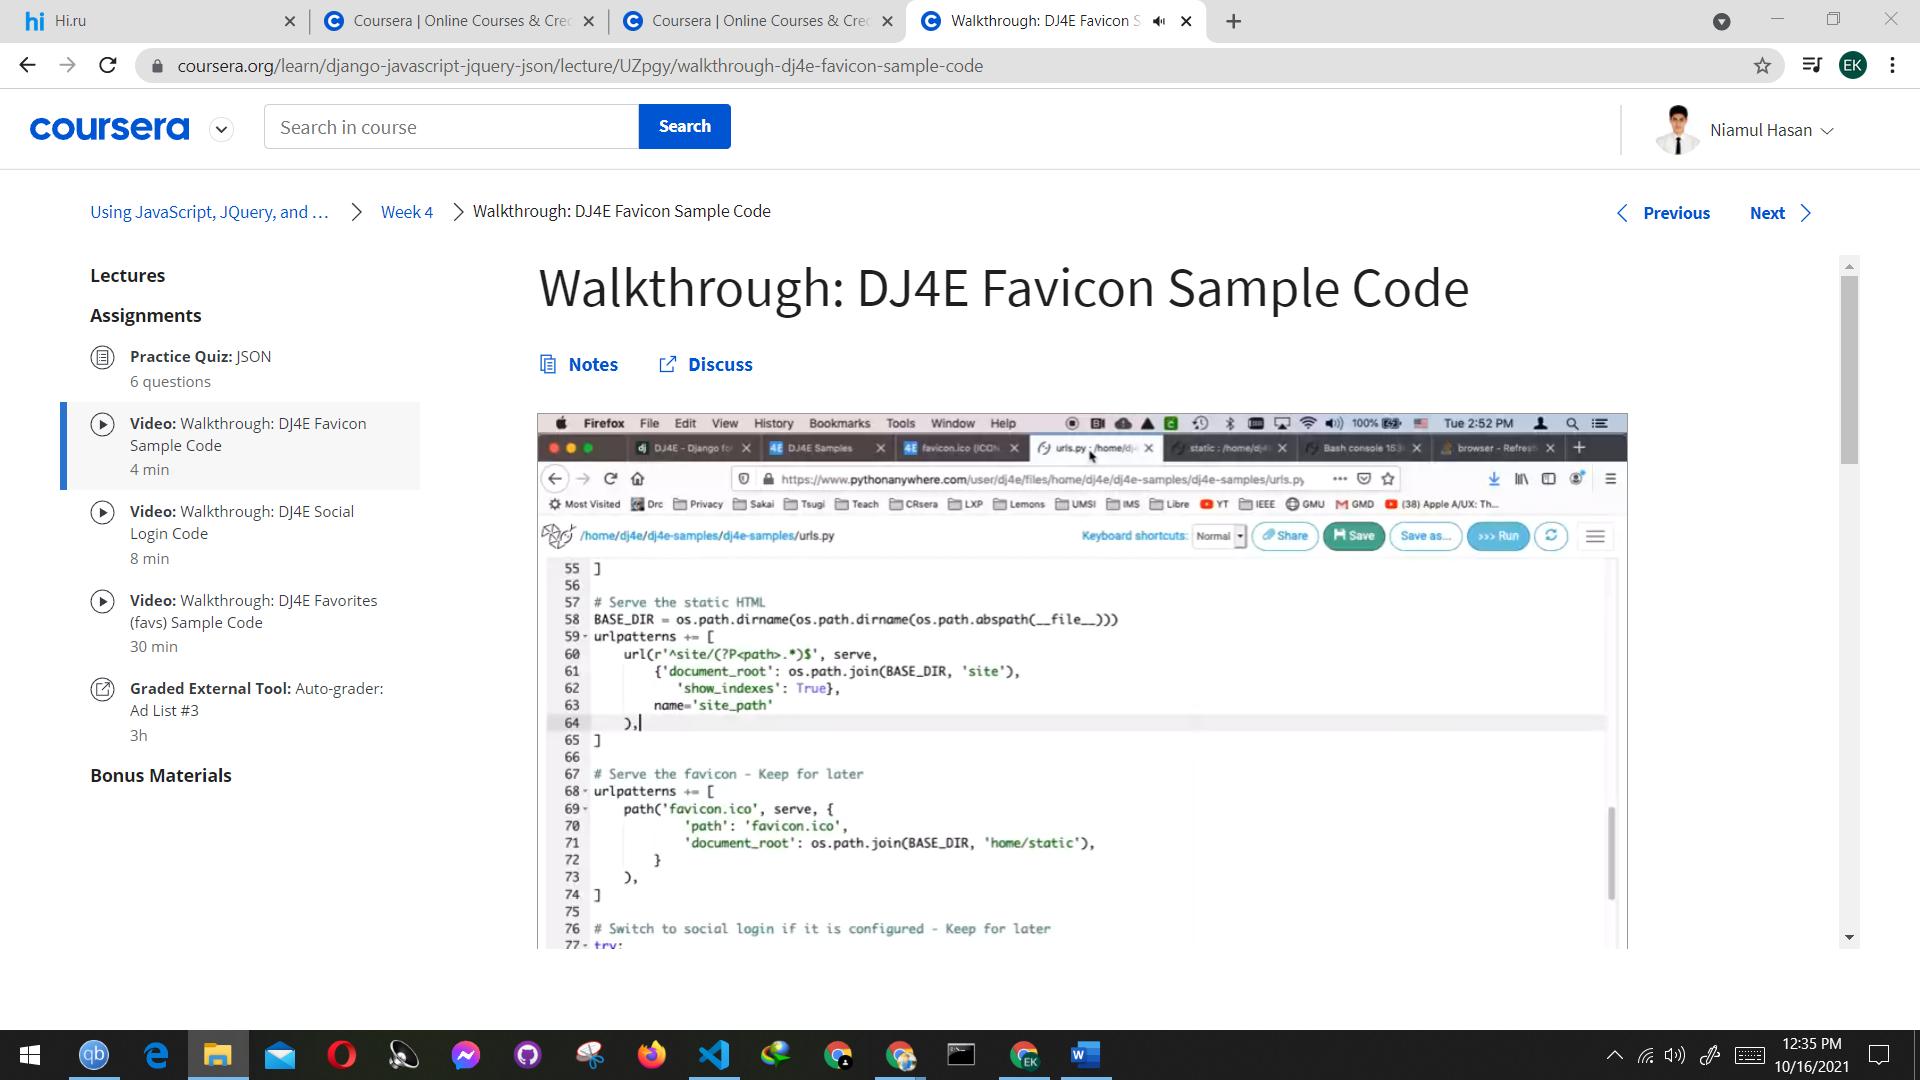 hi Hi.ru
Coursera | Online Courses & Cred
Coursera | Online Courses & Cred
Walkthrough: DJ4E Favicon S
coursera.org/learn/django-javascript-jquery-json/lecture/UZpgy/walkthrough-dj4e-favicon-sample-code
EK
coursera
Search in course
Search
Niamul Hasan
Using JavaScript, JQuery, and ...
Week 4
Walkthrough: DJ4E Favicon Sample Code
Previous
Next
Lectures
Assignments
Practice Quiz: JSON
6 questions
Video: Walkthrough: DJ4E Favicon
Sample Code
4 min
Video: Walkthrough: DJ4E Social
Login Code
8 min
Video: Walkthrough: DJ4E Favorites
(favs) Sample Code
30 min
Graded External Tool: Auto-grader:
Ad List #3
3h
Bonus Materials
Walkthrough: DJ4E Favicon Sample Code
Notes
Discuss
Firefox File Edit View History Bookmarks Tools Window Help 100% Tue 2:52 PM
dj DJ4E - Django fo
4E DJ4E Samples
4E favicon.ico (ICON
urls.py : /home/dj
static : /home/dj4
Bash console 153
browser - Refres
https://www.pythonanywhere.com/user/dj4e/files/home/dj4e/dj4e-samples/dj4e-samples/urls.py
Most Visited Drc Privacy Sakai Tsugi Teach CRsera LXP Lemons UMSI IMS Libre YT IEEE GMU GMD (38) Apple A/UX: Th...
/home/dj4e/dj4e-samples/dj4e-samples/urls.py
Keyboard shortcuts: Normal Share Save Save as... >>> Run
55 ]
56
57 # Serve the static HTML
58 BASE_DIR = os.path.dirname(os.path.dirname(os.path.abspath(__file__)))
59 urlpatterns += [
60 url(r'^site/(?P<path>.*)$', serve,
61 {'document_root': os.path.join(BASE_DIR, 'site'),
62 'show_indexes': True},
63 name='site_path'
64 ),
65 ]
66
67 # Serve the favicon - Keep for later
68 urlpatterns += [
69 path('favicon.ico', serve, {
70 'path': 'favicon.ico',
71 'document_root': os.path.join(BASE_DIR, 'home/static'),
72 }
73 ),
74 ]
75
76 # Switch to social login if it is configured - Keep for later
77 try:
qb
EK
W
12:35 PM
10/16/2021